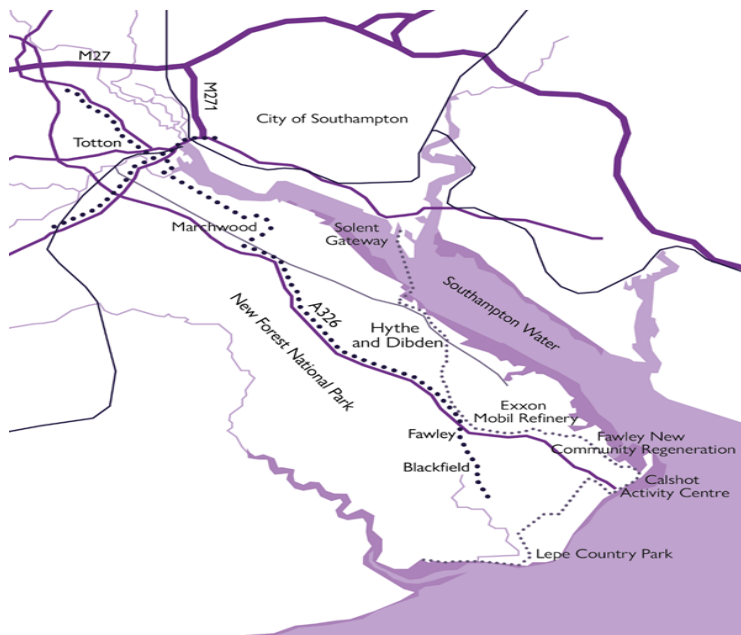 M27
M271
City of Southampton
Totton
Marchwood
Solent
Gateway
Southampton Water
A326
New Forest National Park
Hythe
and Dibden
Exxon
Mobil Refinery
Fawley
Fawley New
Community Regeneration
Blackfield
Calshot
Activity Centre
Lepe Country Park